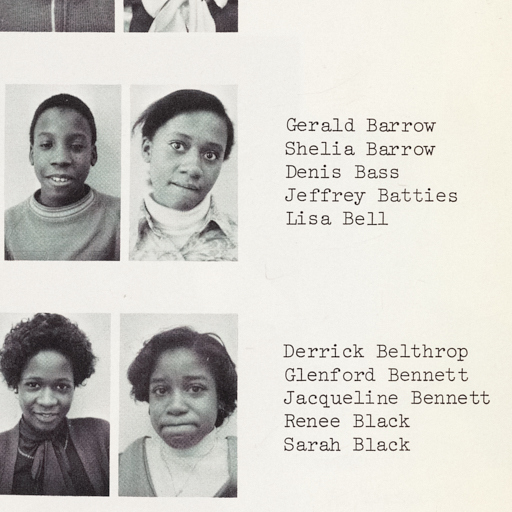 Gerald Barrow
Shelia Barrow
Denis Bass
Jeffrey Batties
Lisa Bell
Derrick Belthrop
Glenford Bennett
Jacqueline Bennett
Renee Black
Sarah Black